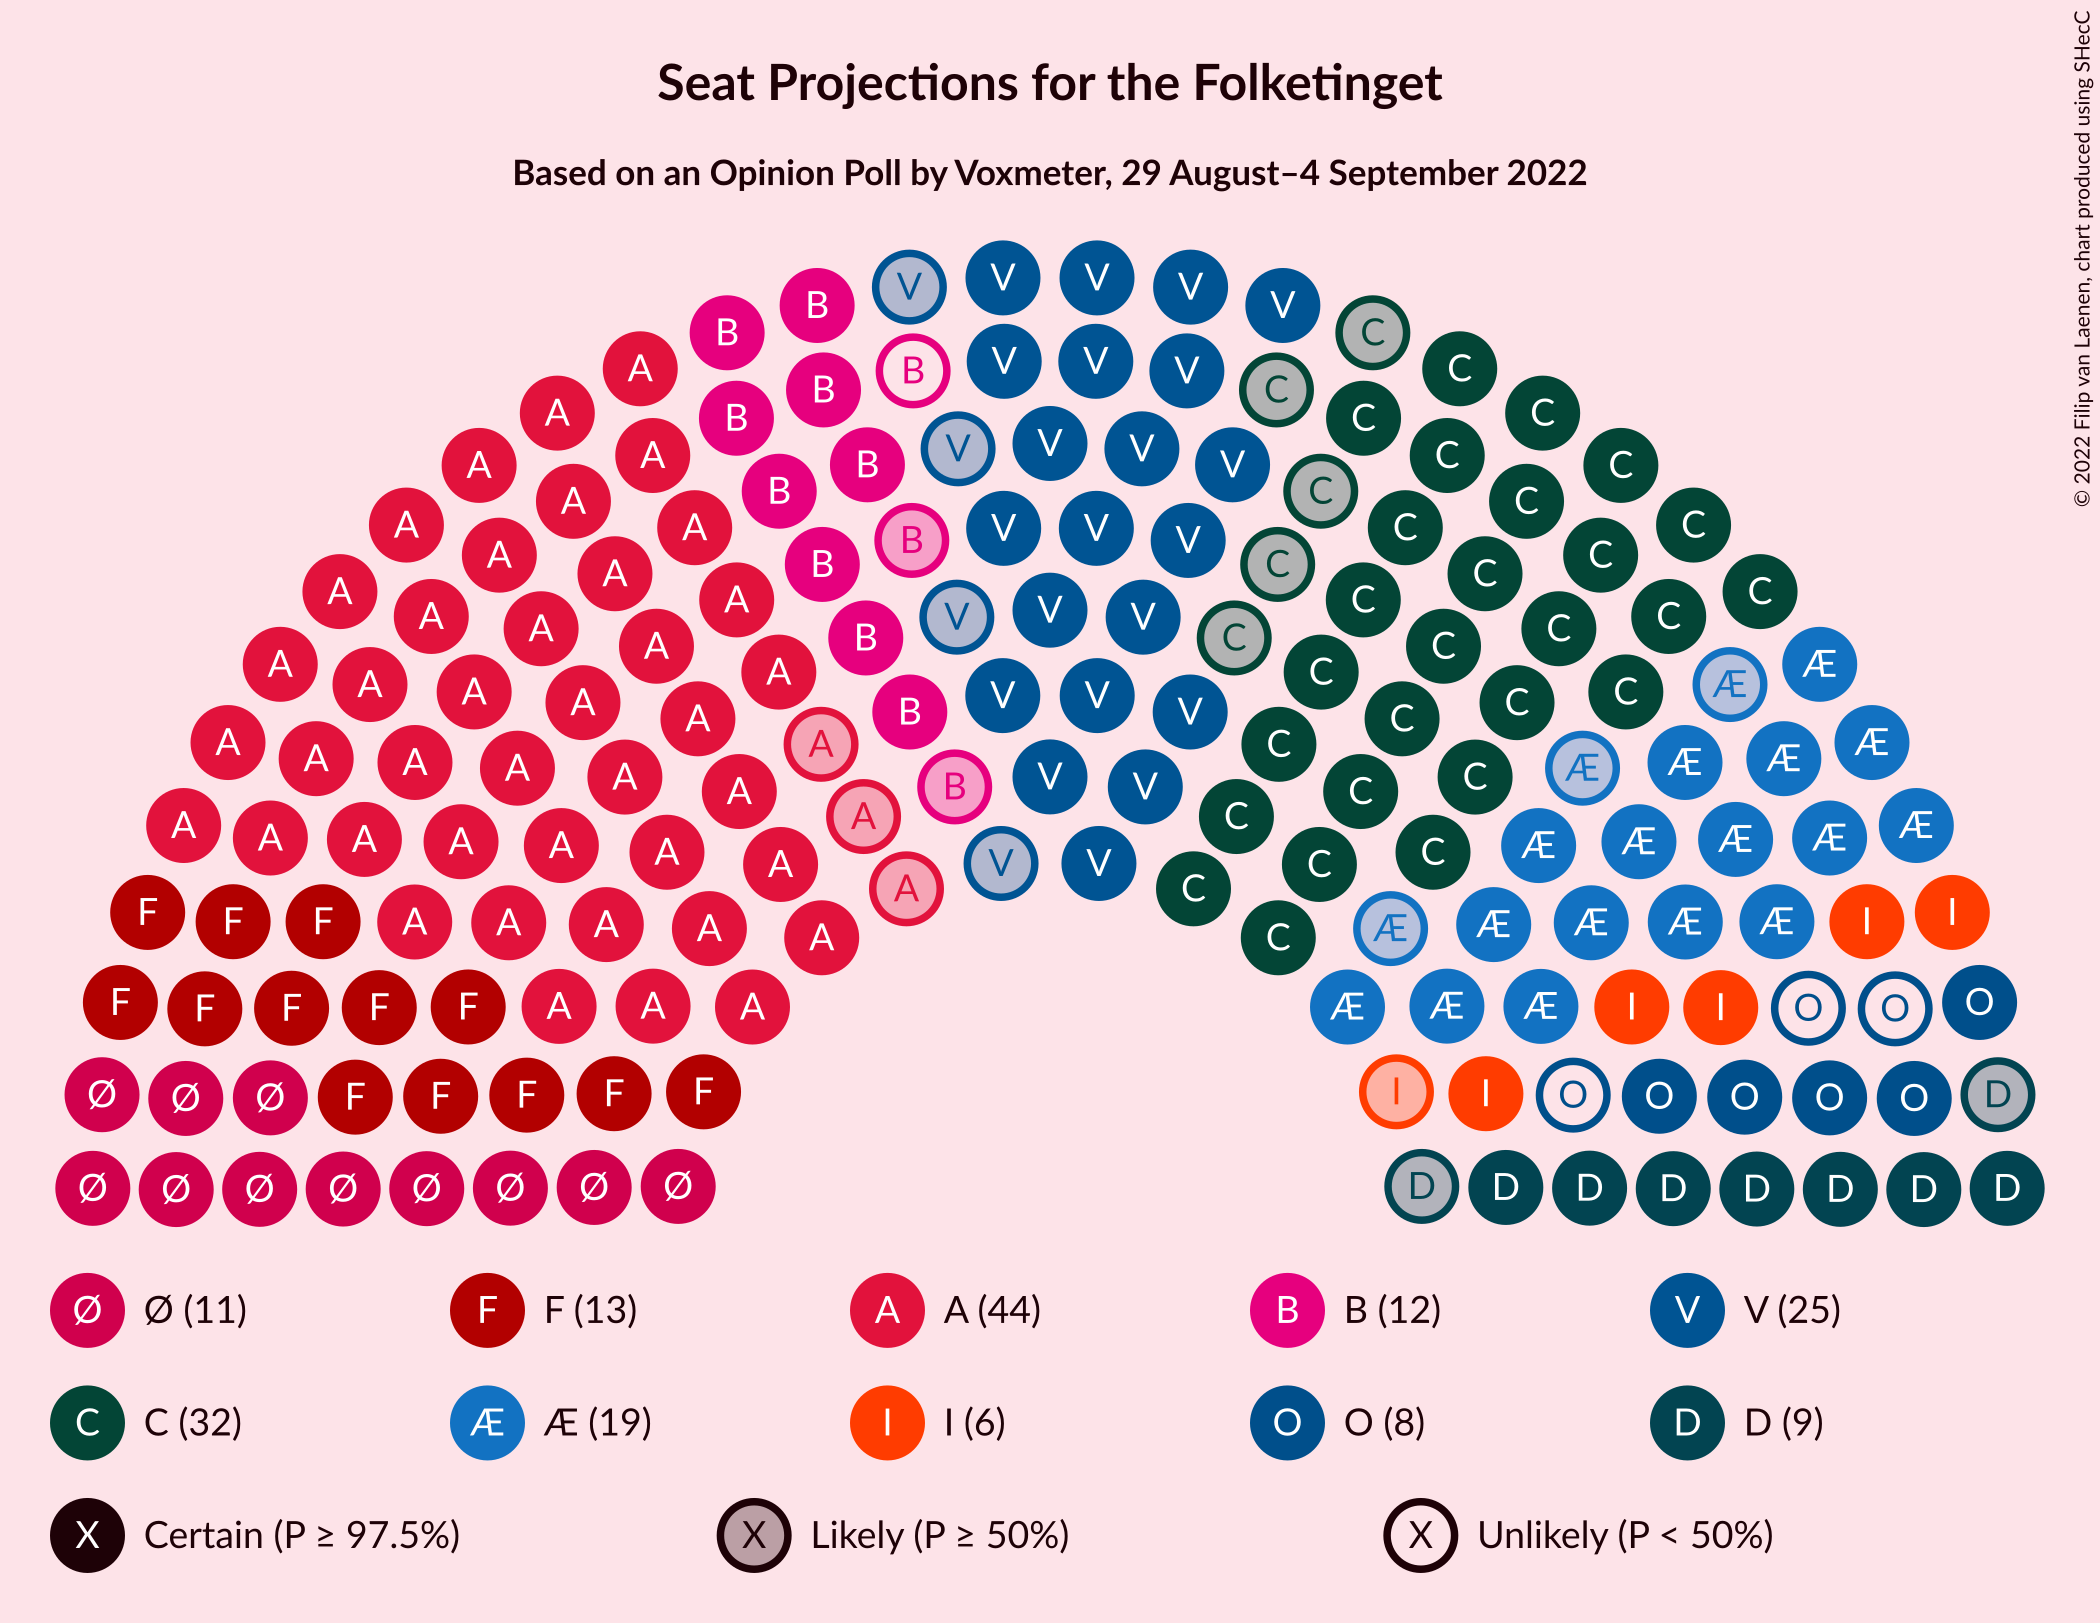 Seat Projections for the Folketinget
Based on an Opinion Poll by Voxmeter, 29 August–4 September 2022
© 2022 Filip van Laenen, chart produced using SHecC
V V V V V
B B C C
A B V V V C C
A B B C C C
A A B V V V V C C C
A A B B C C C
A A A B V V V C C C C
A A A B C C C C
A A A A B V V V C C C C C
A A A A B V V V C C C C Æ Æ
A A A A A A B V V C C C Æ Æ Æ Æ
A A A A A A A A V V C C C C Æ Æ Æ Æ Æ
F F F A A A A A A C C Æ Æ Æ Æ Æ I I
F F F F F A A A Æ Æ Æ I I O O O
Ø Ø Ø F F F F F I I O O O O O D
Ø Ø Ø Ø Ø Ø Ø Ø D D D D D D D D
Ø Ø (11) F F (13) A A (44) B B (12) V V (25)
C C (32) Æ Æ (19) I I (6) O O (8) D D (9)
X Certain (P ≥ 97.5%) X Likely (P ≥ 50%) X Unlikely (P < 50%)